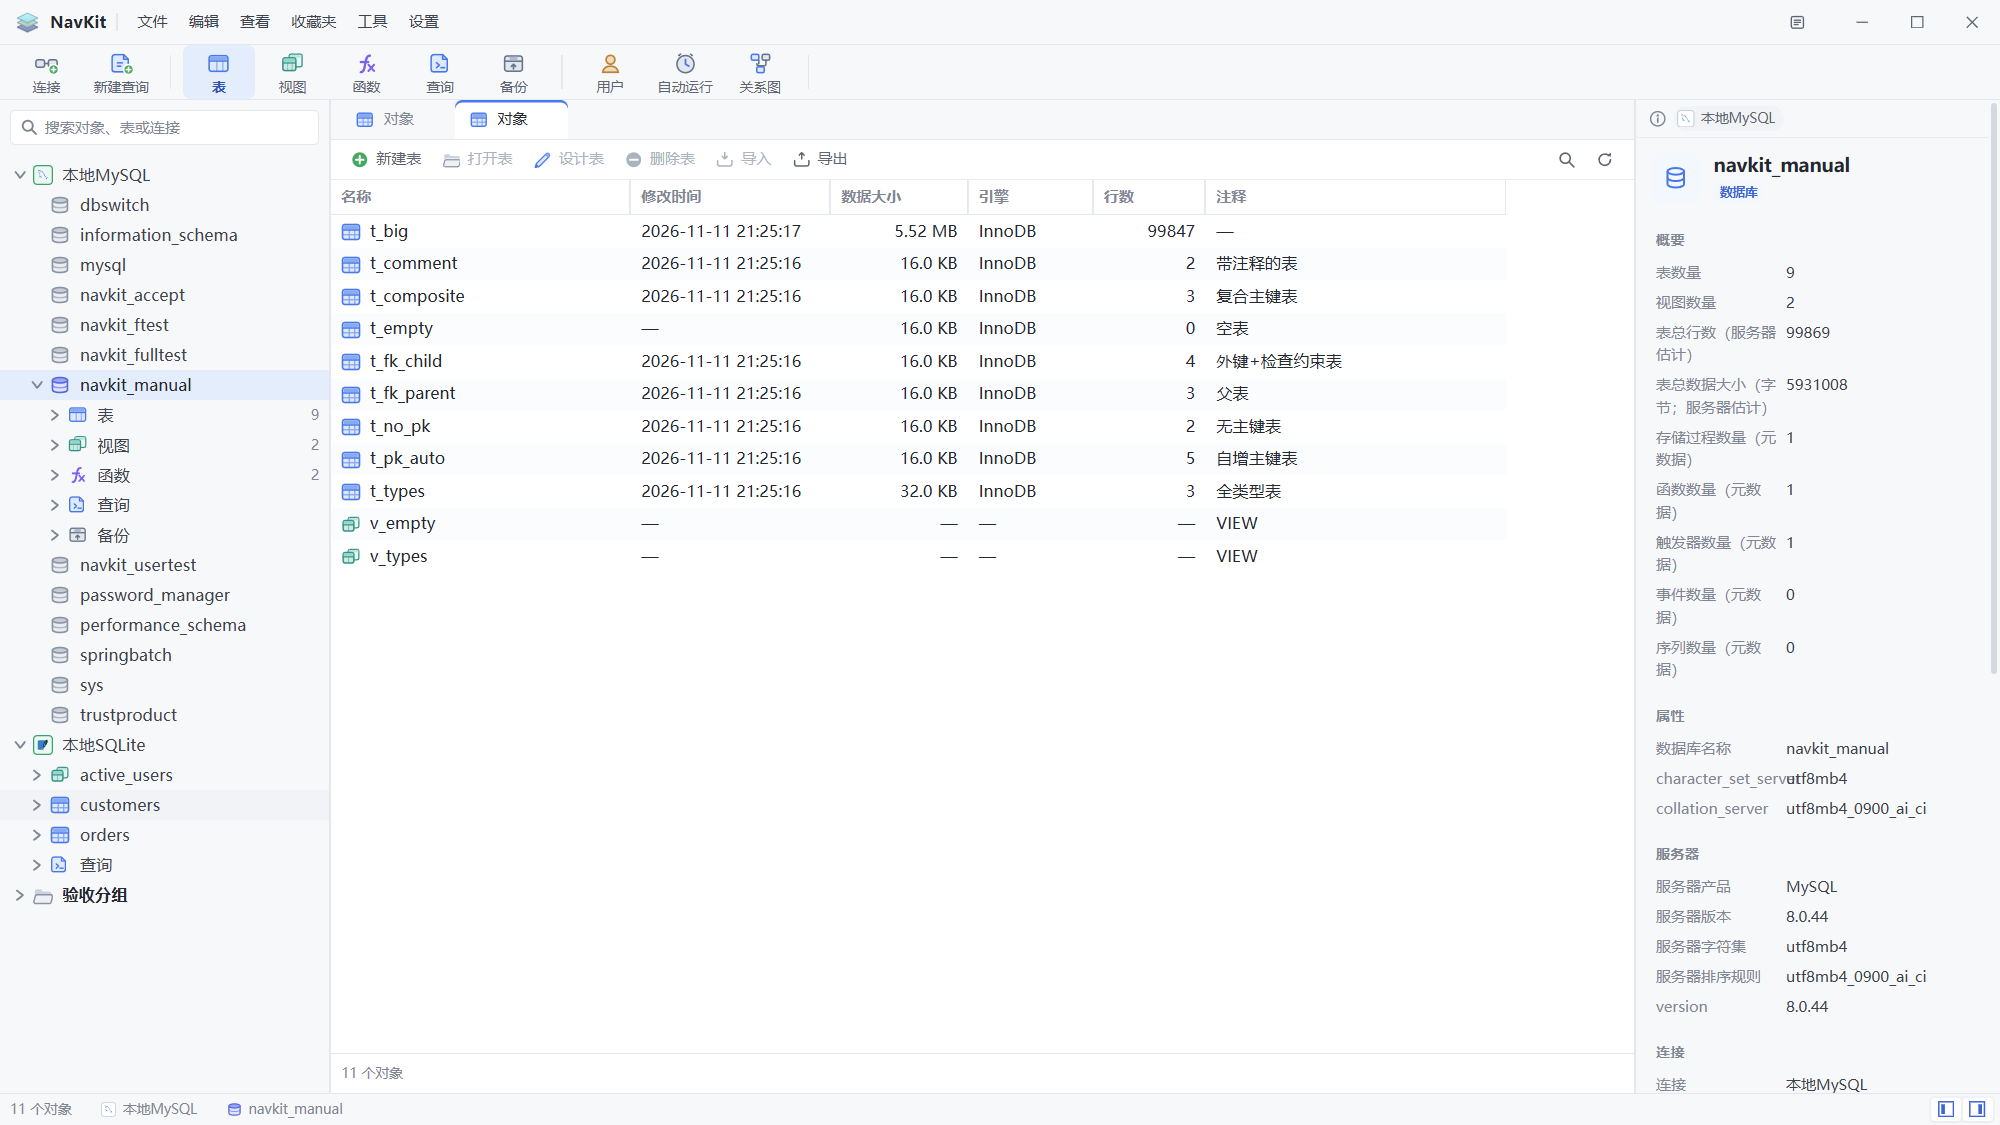 NavKit 文件 编辑 查看 收藏夹 工具 设置
连接 新建查询 表 视图 函数 查询 备份 用户 自动运行 关系图
搜索对象、表或连接
本地MySQL
dbswitch
information_schema
mysql
navkit_accept
navkit_ftest
navkit_fulltest
navkit_manual
表 9
视图 2
函数 2
查询
备份
navkit_usertest
password_manager
performance_schema
springbatch
sys
trustproduct
本地SQLite
active_users
customers
orders
查询
验收分组
对象 对象
新建表 打开表 设计表 删除表 导入 导出
名称 修改时间 数据大小 引擎 行数 注释
t_big 2026-11-11 21:25:17 5.52 MB InnoDB 99847 —
t_comment 2026-11-11 21:25:16 16.0 KB InnoDB 2 带注释的表
t_composite 2026-11-11 21:25:16 16.0 KB InnoDB 3 复合主键表
t_empty — 16.0 KB InnoDB 0 空表
t_fk_child 2026-11-11 21:25:16 16.0 KB InnoDB 4 外键+检查约束表
t_fk_parent 2026-11-11 21:25:16 16.0 KB InnoDB 3 父表
t_no_pk 2026-11-11 21:25:16 16.0 KB InnoDB 2 无主键表
t_pk_auto 2026-11-11 21:25:16 16.0 KB InnoDB 5 自增主键表
t_types 2026-11-11 21:25:16 32.0 KB InnoDB 3 全类型表
v_empty — — — — VIEW
v_types — — — — VIEW
11 个对象
本地MySQL
navkit_manual
数据库
概要
表数量 9
视图数量 2
表总行数（服务器 99869
估计）
表总数据大小（字 5931008
节；服务器估计）
存储过程数量（元 1
数据）
函数数量（元数 1
据）
触发器数量（元数 1
据）
事件数量（元数 0
据）
序列数量（元数 0
据）
属性
数据库名称 navkit_manual
character_set_server utf8mb4
collation_server utf8mb4_0900_ai_ci
服务器
服务器产品 MySQL
服务器版本 8.0.44
服务器字符集 utf8mb4
服务器排序规则 utf8mb4_0900_ai_ci
version 8.0.44
连接
连接 本地MySQL
11 个对象 本地MySQL navkit_manual